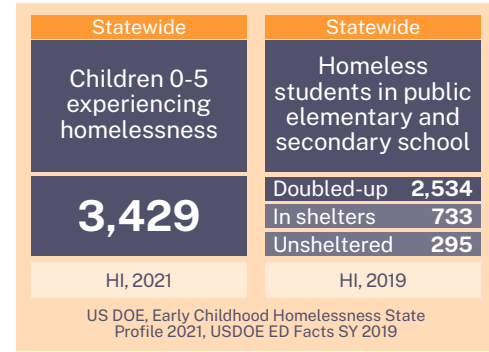 Statewide
Children 0-5
experiencing
homelessness
3,429
HI, 2021
Statewide
Homeless
students in public
elementary and
secondary school
Doubled-up 2,534
In shelters 733
Unsheltered 295
HI, 2019
US DOE, Early Childhood Homelessness State
Profile 2021, USDOE ED Facts SY 2019